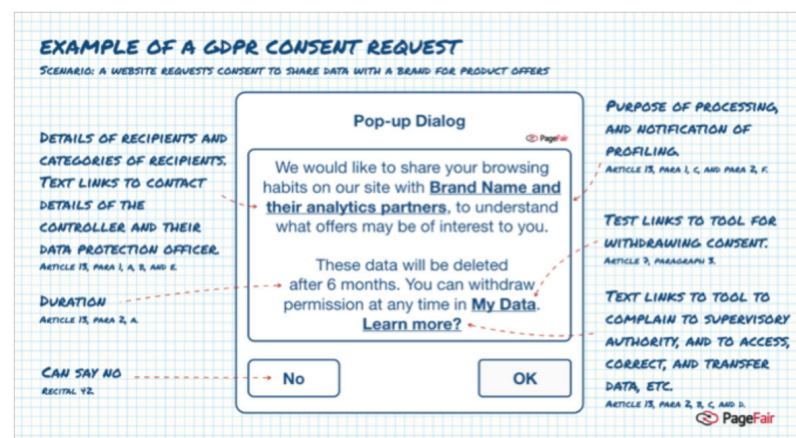 EXAMPLE OF A GDPR CONSENT REQUEST
SCENARIO: A WEBSITE REQUESTS CONSENT TO SHARE DATA WITH A BRAND FOR PRODUCT OFFERS
DETAILS OF RECIPIENTS AND
CATEGORIES OF RECIPIENTS.
TEXT LINKS TO CONTACT
DETAILS OF THE
CONTROLLER AND THEIR
DATA PROTECTION OFFICER.
ARTICLE 13, PARA 1, A, B, AND E.
DURATION
ARTICLE 13, PARA 2, A.
CAN SAY NO
RECITAL 42.
Pop-up Dialog
PageFair
We would like to share your browsing
habits on our site with Brand Name and
their analytics partners, to understand
what offers may be of interest to you.
These data will be deleted
after 6 months. You can withdraw
permission at any time in My Data.
Learn more?
No
OK
PURPOSE OF PROCESSING,
AND NOTIFICATION OF
PROFILING.
ARTICLE 13, PARA 1, C, AND PARA 2, F.
TEST LINKS TO TOOL FOR
WITHDRAWING CONSENT.
ARTICLE 7, PARAGRAPH 3.
TEXT LINKS TO TOOL TO
COMPLAIN TO SUPERVISORY
AUTHORITY, AND TO ACCESS,
CORRECT, AND TRANSFER
DATA, ETC.
ARTICLE 13, PARA 2, B, C, AND D.
PageFair